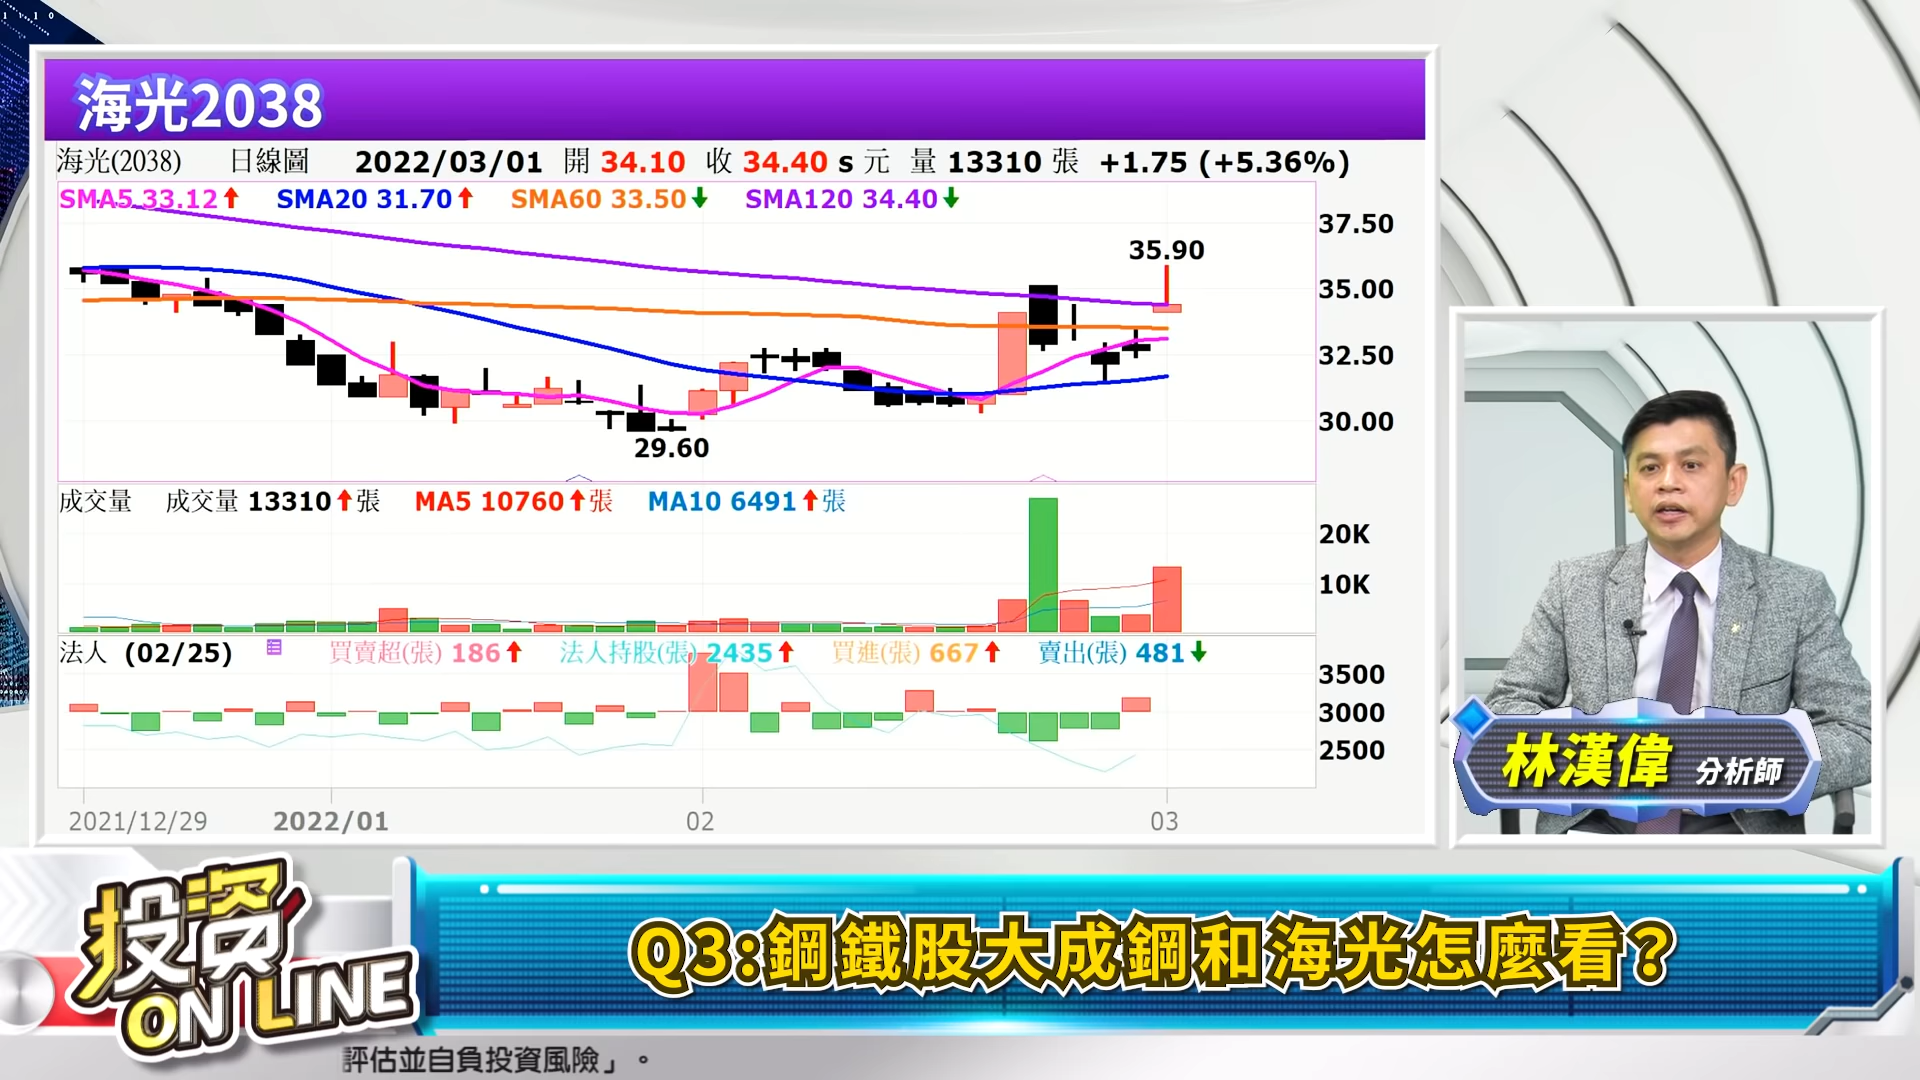 海光2038
海光(2038) 日線圖 2022/03/01 開 34.10 收 34.40 s 元 量 13310 張 +1.75 (+5.36%)
SMA5 33.12 SMA20 31.70 SMA60 33.50 SMA120 34.40
37.50
35.90
35.00
32.50
30.00
29.60
成交量 成交量 13310 張 MA5 10760 張 MA10 6491 張
20K
10K
法人 (02/25) 買賣超(張) 186 法人持股(張) 2435 買進(張) 667 賣出(張) 481
3500
3000
2500
2021/12/29 2022/01 02 03
林漢偉 分析師
投資
ON LINE
Q3:鋼鐵股大成鋼和海光怎麼看?
評估並自負投資風險」。